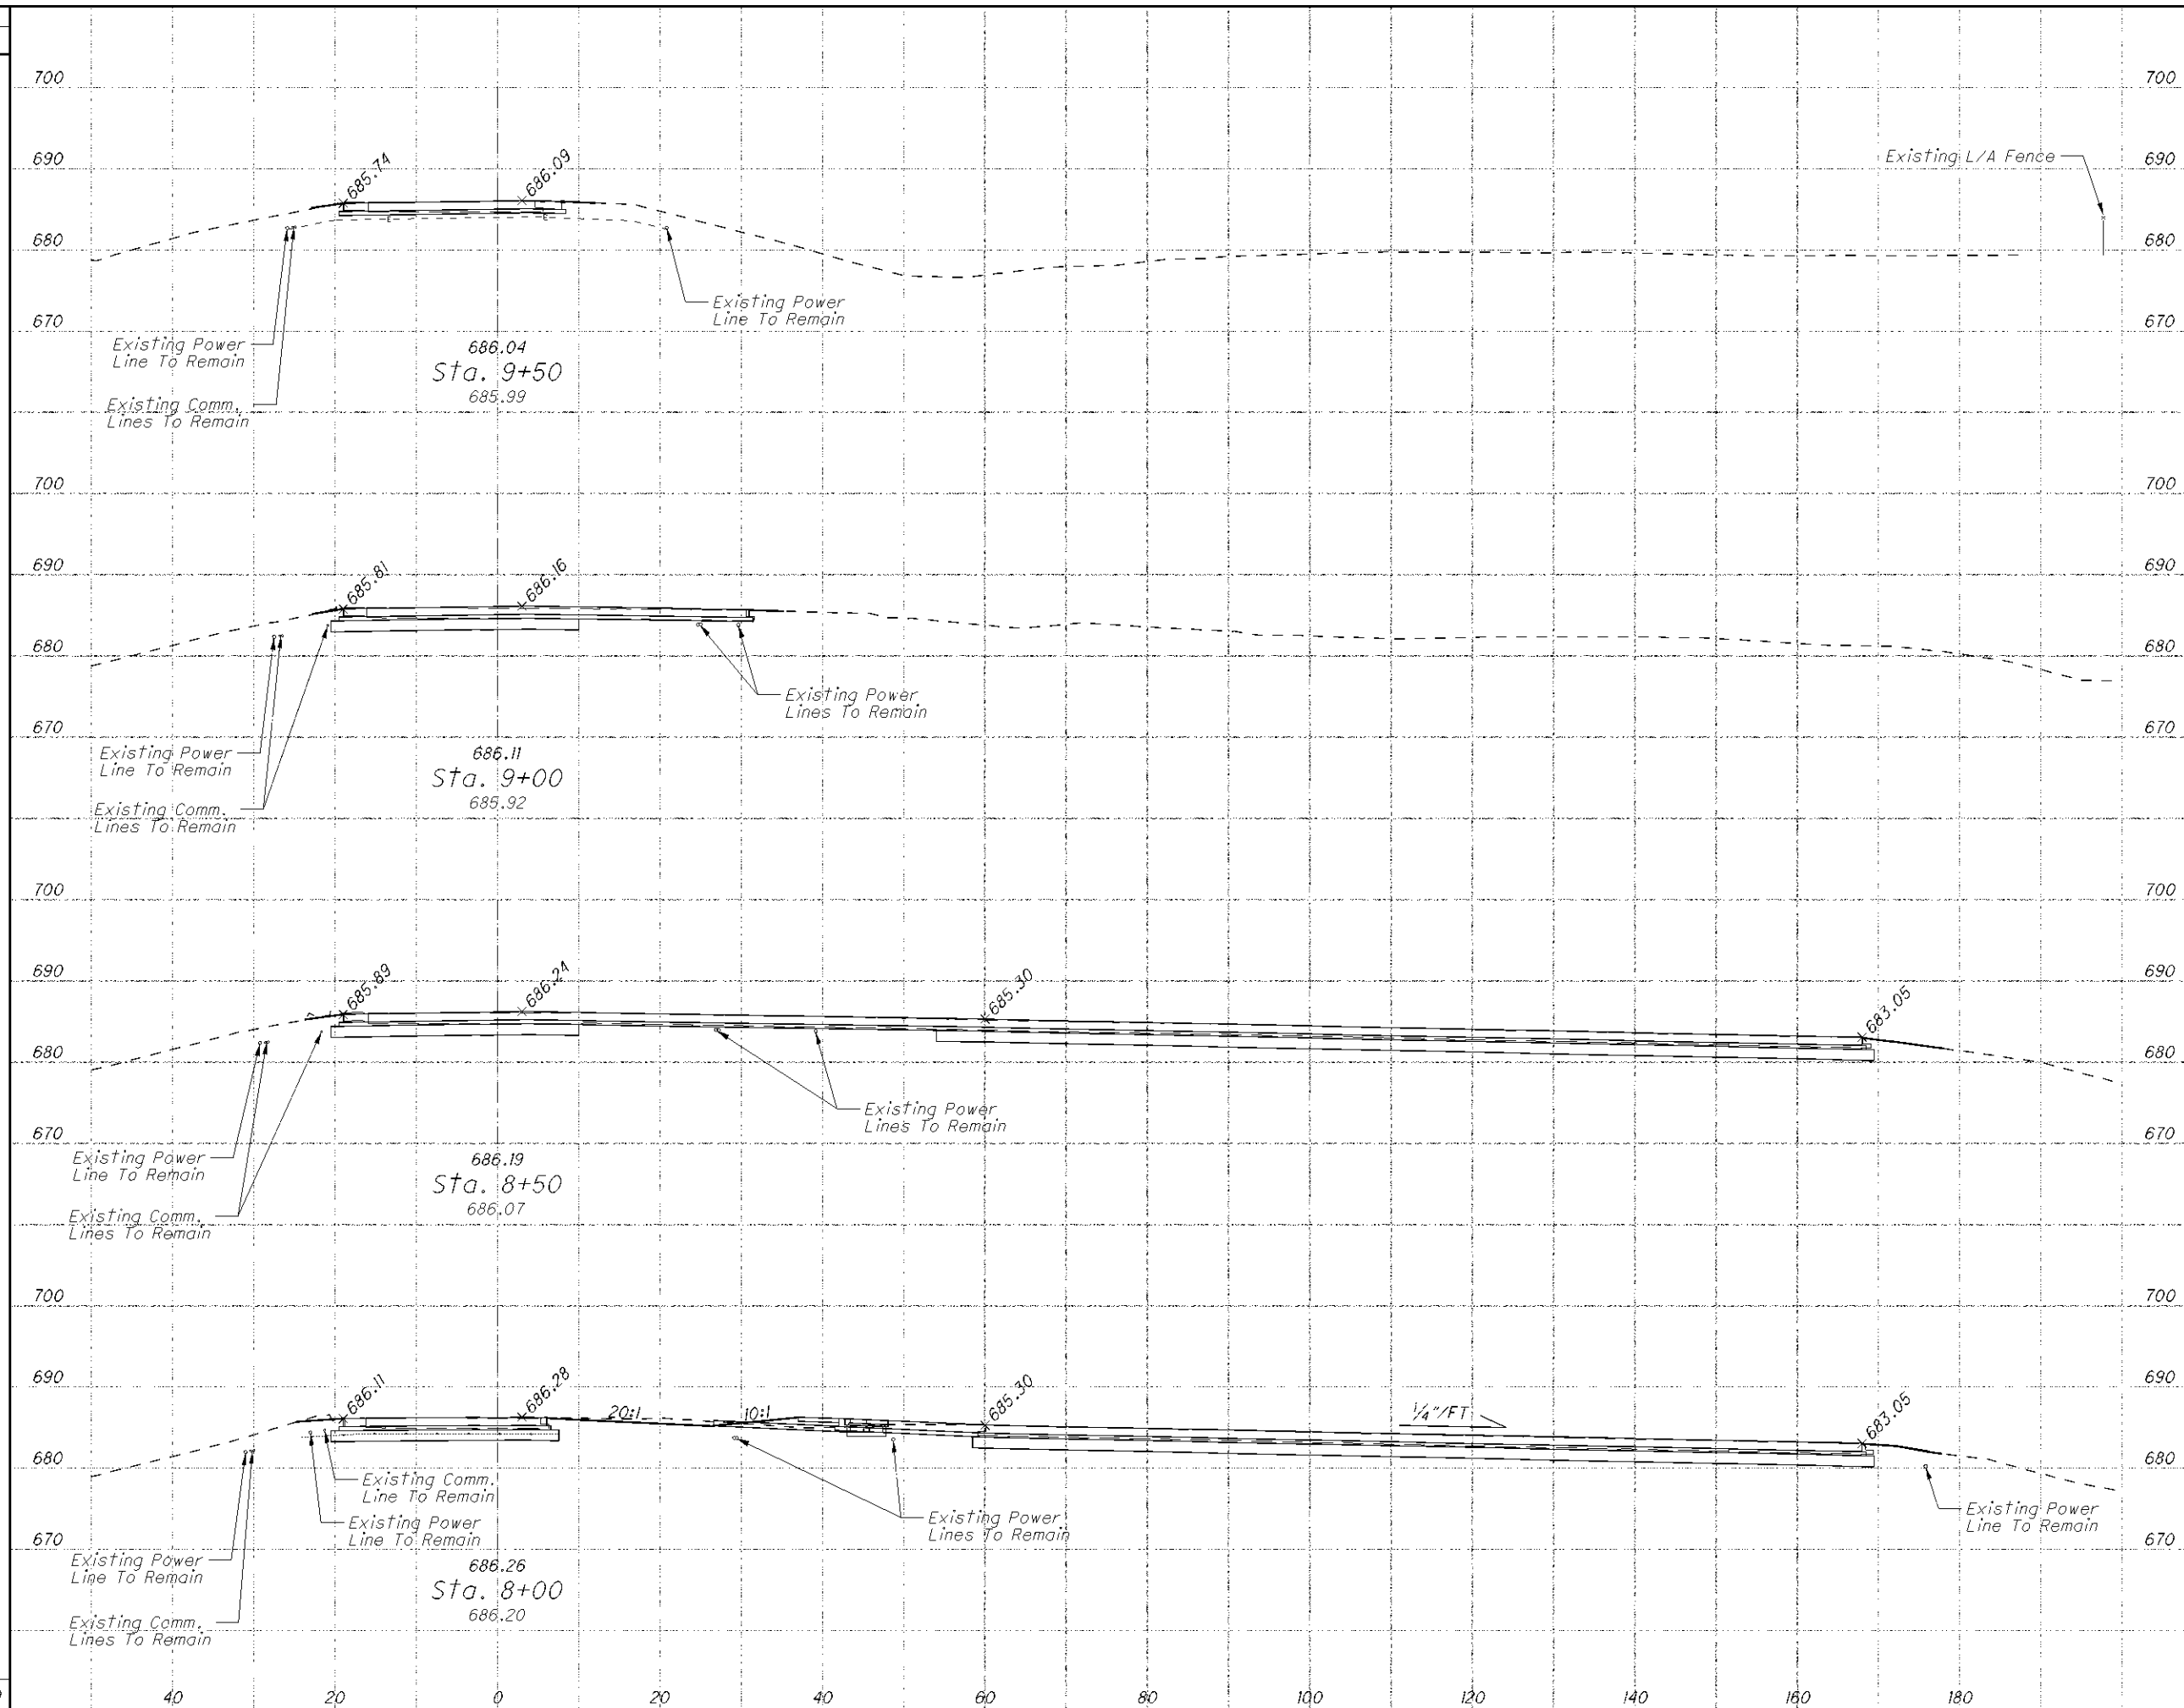 700
700
690
690
685.74
686.09
Existing L/A Fence
680
680
Existing Power
Line To Remain
670
670
Existing Power
Line To Remain
686.04
Sta. 9+50
685.99
Existing Comm.
Lines To Remain
700
700
690
690
685.81
686.16
680
680
Existing Power
Lines To Remain
670
670
Existing Power
Line To Remain
686.11
Sta. 9+00
685.92
Existing Comm.
Lines To Remain
700
700
690
690
685.89
686.24
685.30
683.05
680
680
Existing Power
Lines To Remain
670
670
Existing Power
Line To Remain
686.19
Sta. 8+50
686.07
Existing Comm.
Lines To Remain
700
700
690
690
686.11
686.28
20:1
10:1
685.30
1/4"/FT
683.05
680
680
Existing Comm.
Line To Remain
Existing Power
Line To Remain
Existing Power
Lines To Remain
Existing Power
Line To Remain
670
670
Existing Power
Line To Remain
686.26
Sta. 8+00
686.20
Existing Comm.
Lines To Remain
40
20
0
20
40
60
80
100
120
140
160
180